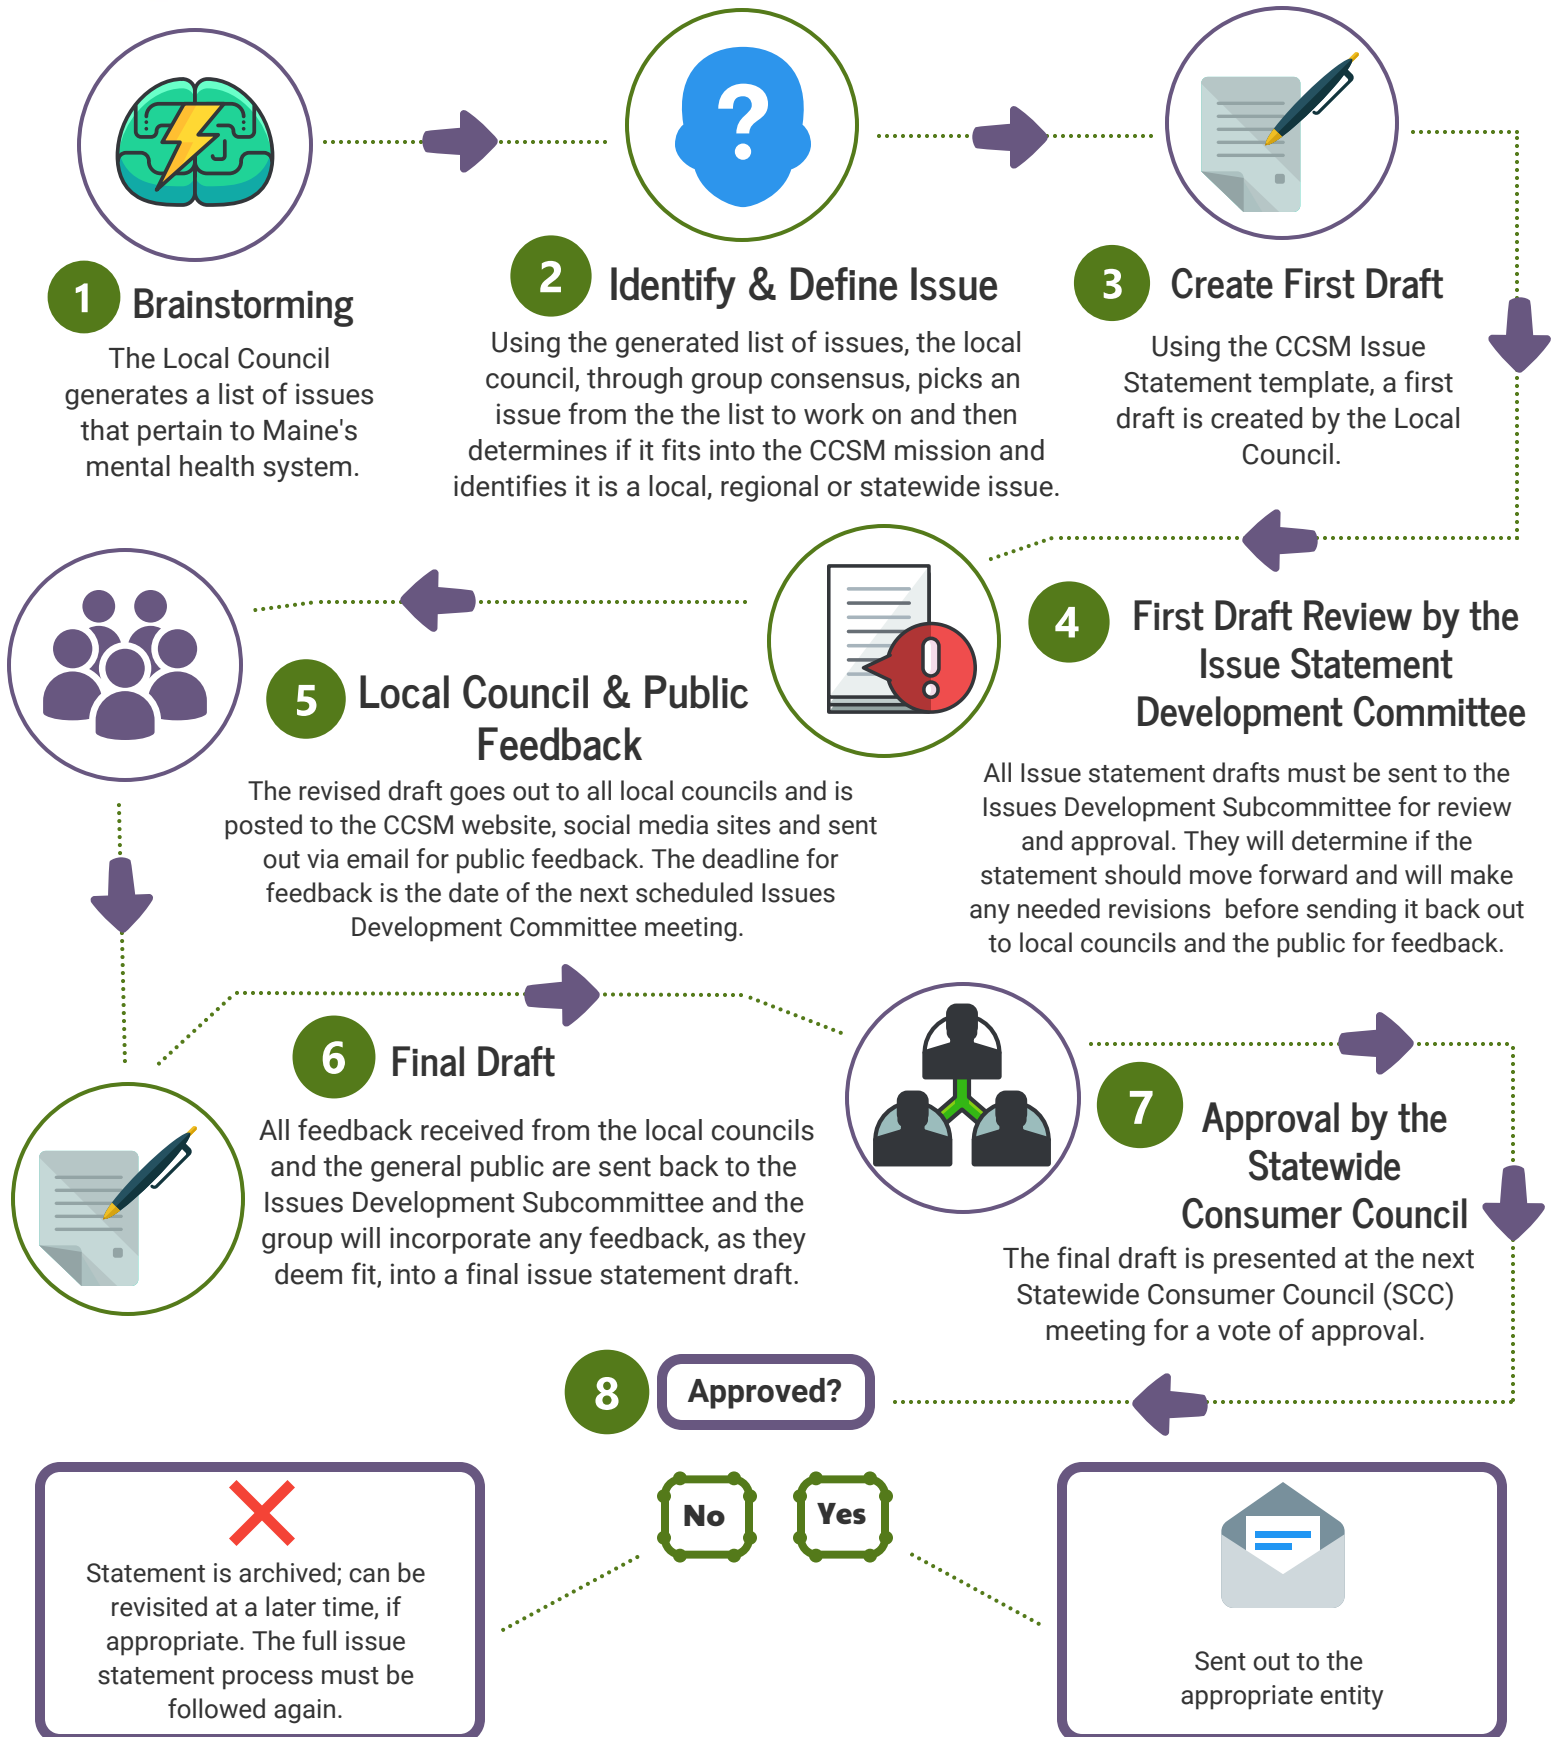 1
Brainstorming
The Local Council
generates a list of issues
that pertain to Maine's
mental health system.
2
Identify & Define Issue
Using the generated list of issues, the local
council, through group consensus, picks an
issue from the the list to work on and then
determines if it fits into the CCSM mission and
identifies it is a local, regional or statewide issue.
3
Create First Draft
Using the CCSM Issue
Statement template, a first
draft is created by the Local
Council.
4
First Draft Review by the
Issue Statement
Development Committee
All Issue statement drafts must be sent to the
Issues Development Subcommittee for review
and approval. They will determine if the
statement should move forward and will make
any needed revisions  before sending it back out
to local councils and the public for feedback.
5
Local Council & Public
Feedback
The revised draft goes out to all local councils and is
posted to the CCSM website, social media sites and sent
out via email for public feedback. The deadline for
feedback is the date of the next scheduled Issues
Development Committee meeting.
6
Final Draft
All feedback received from the local councils
and the general public are sent back to the
Issues Development Subcommittee and the
group will incorporate any feedback, as they
deem fit, into a final issue statement draft.
7
Approval by the
Statewide
Consumer Council
The final draft is presented at the next
Statewide Consumer Council (SCC)
meeting for a vote of approval.
8
Approved?
No
Yes
Statement is archived; can be
revisited at a later time, if
appropriate. The full issue
statement process must be
followed again.
Sent out to the
appropriate entity